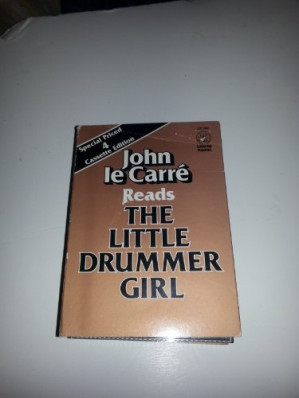 Special Priced
4
Cassette Edition
John
le Carré
Reads
THE
LITTLE
DRUMMER
GIRL